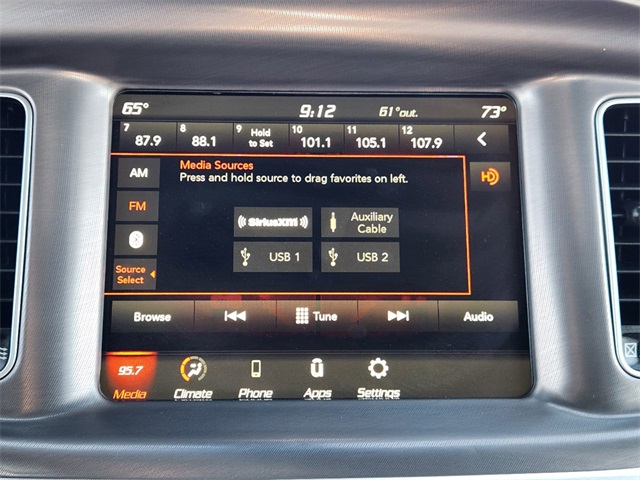 65° 9:12 61°out. 73°
7 8 9 Hold to Set 10 11 12
87.9 88.1 101.1 105.1 107.9
Media Sources
Press and hold source to drag favorites on left.
AM
FM
SiriusXM Auxiliary Cable
USB 1 USB 2
Source Select
HD
Browse Tune Audio
95.7
Media Climate Phone Apps Settings